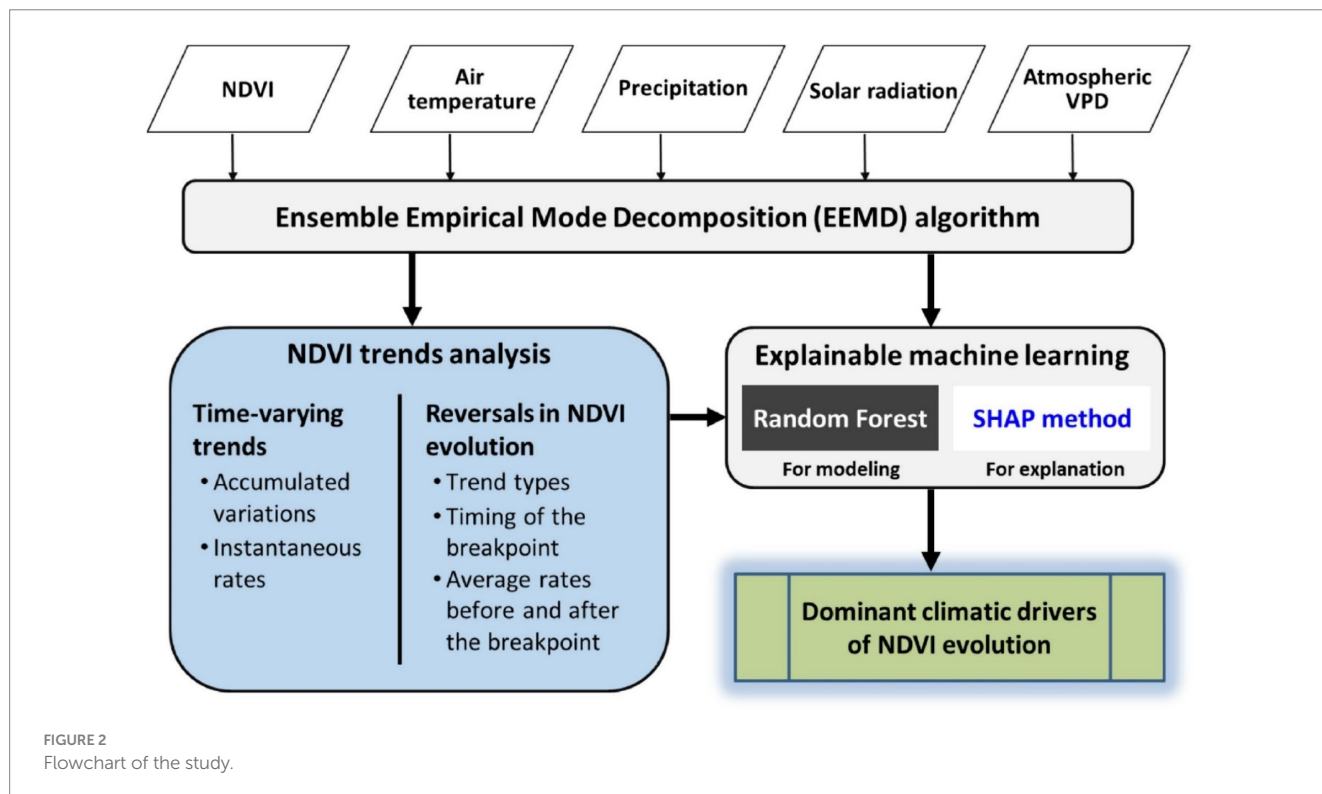 NDVI
Air
temperature
Precipitation
Solar radiation
Atmospheric
VPD
Ensemble Empirical Mode Decomposition (EEMD) algorithm
NDVI trends analysis
Time-varying
trends
• Accumulated
variations
• Instantaneous
rates
Reversals in NDVI
evolution
• Trend types
• Timing of the
breakpoint
• Average rates
before and after
the breakpoint
Explainable machine learning
Random Forest
SHAP method
For modeling
For explanation
Dominant climatic drivers
of NDVI evolution
FIGURE 2
Flowchart of the study.